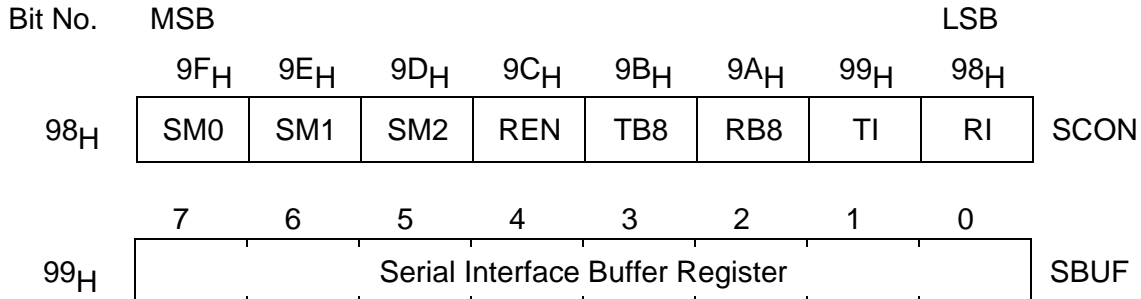 Bit No. MSB LSB
9FH 9EH 9DH 9CH 9BH 9AH 99H 98H
98H SM0 SM1 SM2 REN TB8 RB8 TI RI SCON
7 6 5 4 3 2 1 0
99H Serial Interface Buffer Register SBUF